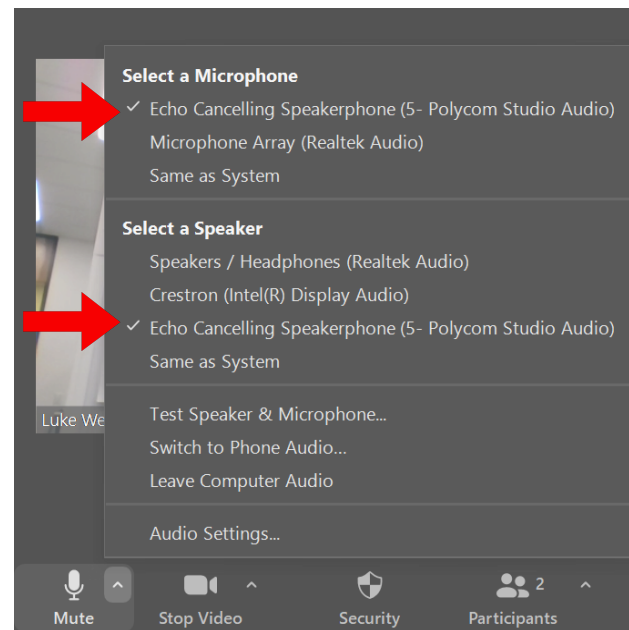 Select a Microphone
✓ Echo Cancelling Speakerphone (5- Polycom Studio Audio)
Microphone Array (Realtek Audio)
Same as System
Select a Speaker
Speakers / Headphones (Realtek Audio)
Crestron (Intel(R) Display Audio)
✓ Echo Cancelling Speakerphone (5- Polycom Studio Audio)
Same as System
Test Speaker & Microphone...
Luke We
Switch to Phone Audio...
Leave Computer Audio
Audio Settings...
2
Mute Stop Video Security Participants